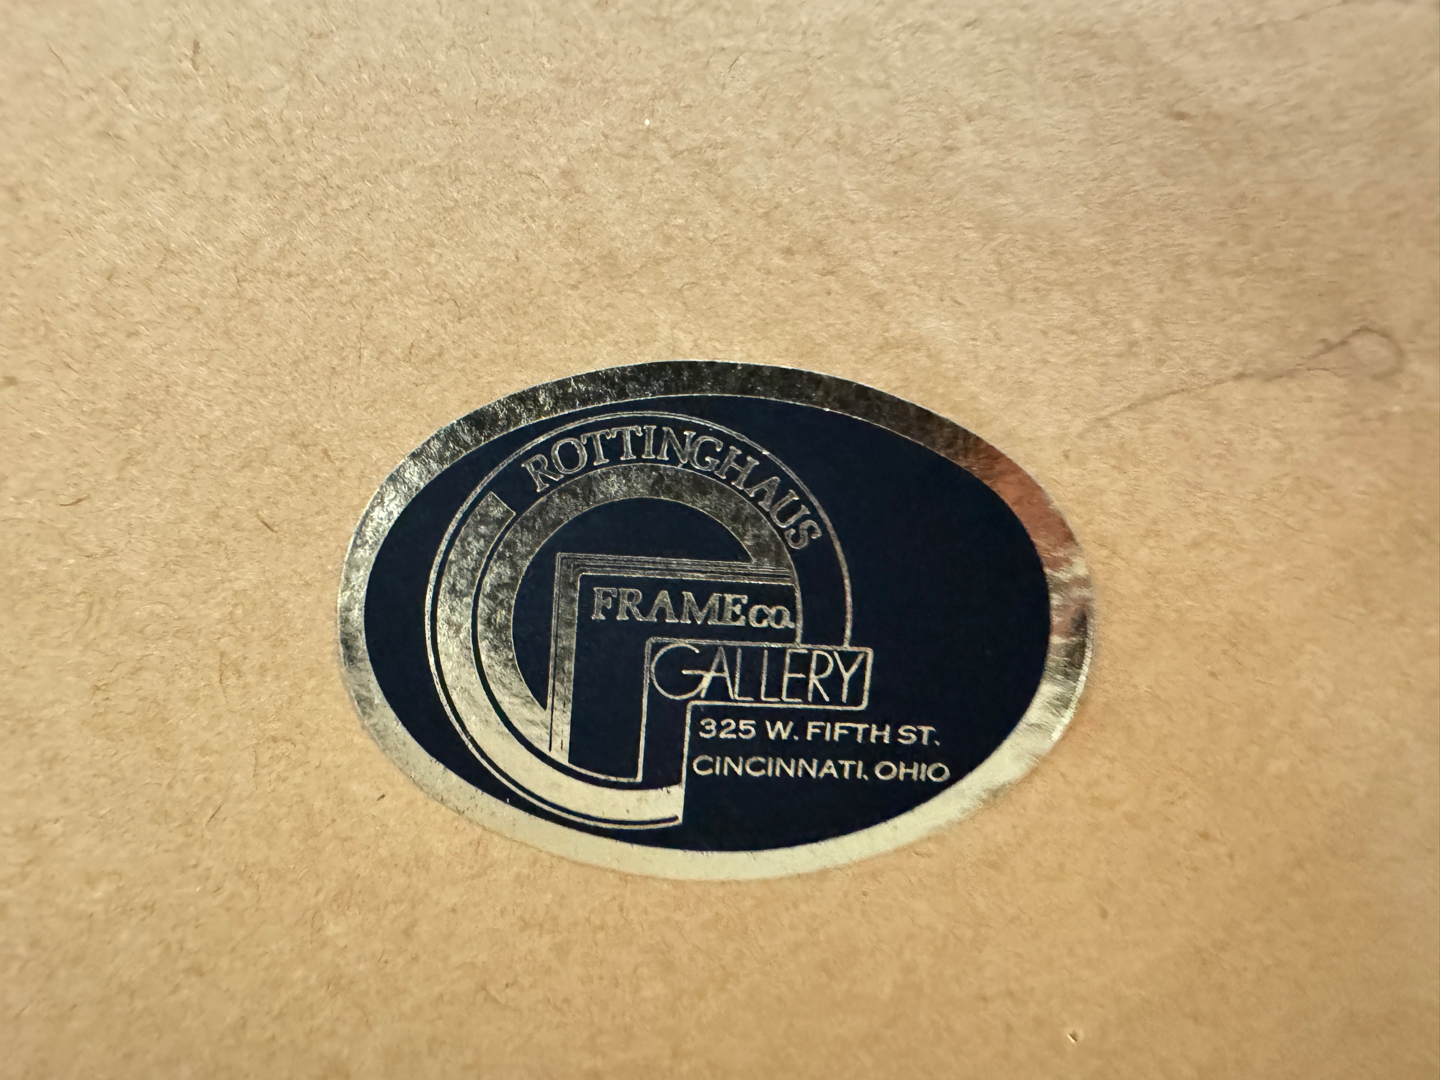 ROTTINGHAUS
FRAME co.
GALLERY
325 W. FIFTH ST.
CINCINNATI, OHIO